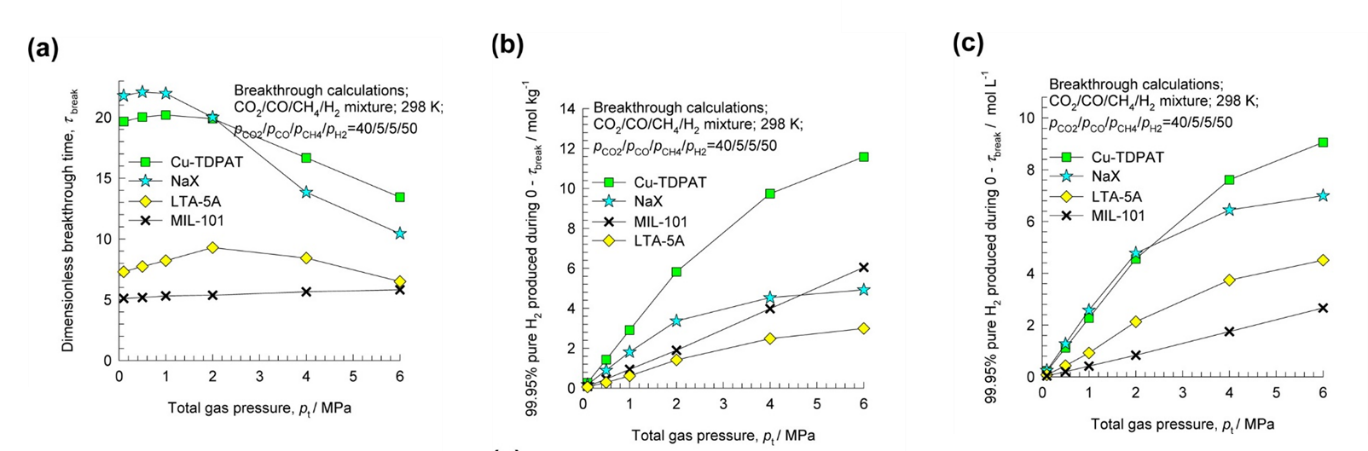 (a)
Dimensionless breakthrough time, τbreak
Breakthrough calculations;
CO2/CO/CH4/H2 mixture; 298 K;
pCO2/pCO/pCH4/pH2=40/5/5/50
Cu-TDPAT
NaX
LTA-5A
MIL-101
20
15
10
5
0
0 1 2 3 4 5 6
Total gas pressure, pt / MPa
(b)
99.95% pure H2 produced during 0 - τbreak / mol kg-1
Breakthrough calculations;
CO2/CO/CH4/H2 mixture; 298 K;
pCO2/pCO/pCH4/pH2=40/5/5/50
Cu-TDPAT
NaX
MIL-101
LTA-5A
14
12
10
8
6
4
2
0
0 1 2 3 4 5 6
Total gas pressure, pt / MPa
(c)
99.95% pure H2 produced during 0 - τbreak / mol L-1
Breakthrough calculations;
CO2/CO/CH4/H2 mixture; 298 K;
pCO2/pCO/pCH4/pH2=40/5/5/50
Cu-TDPAT
NaX
LTA-5A
MIL-101
10
8
6
4
2
0
0 1 2 3 4 5 6
Total gas pressure, pt / MPa